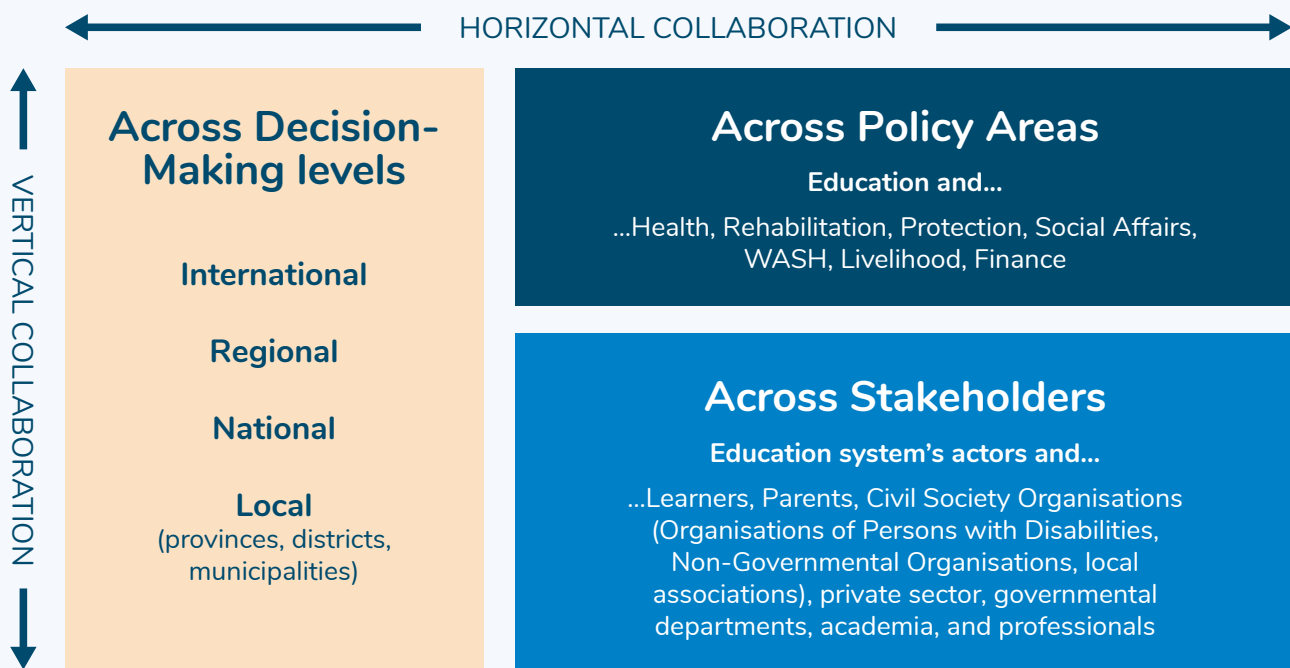 HORIZONTAL COLLABORATION
VERTICAL COLLABORATION
Across Decision-
Making levels
International
Regional
National
Local
(provinces, districts,
municipalities)
Across Policy Areas
Education and...
...Health, Rehabilitation, Protection, Social Affairs,
WASH, Livelihood, Finance
Across Stakeholders
Education system’s actors and...
...Learners, Parents, Civil Society Organisations
(Organisations of Persons with Disabilities,
Non-Governmental Organisations, local
associations), private sector, governmental
departments, academia, and professionals